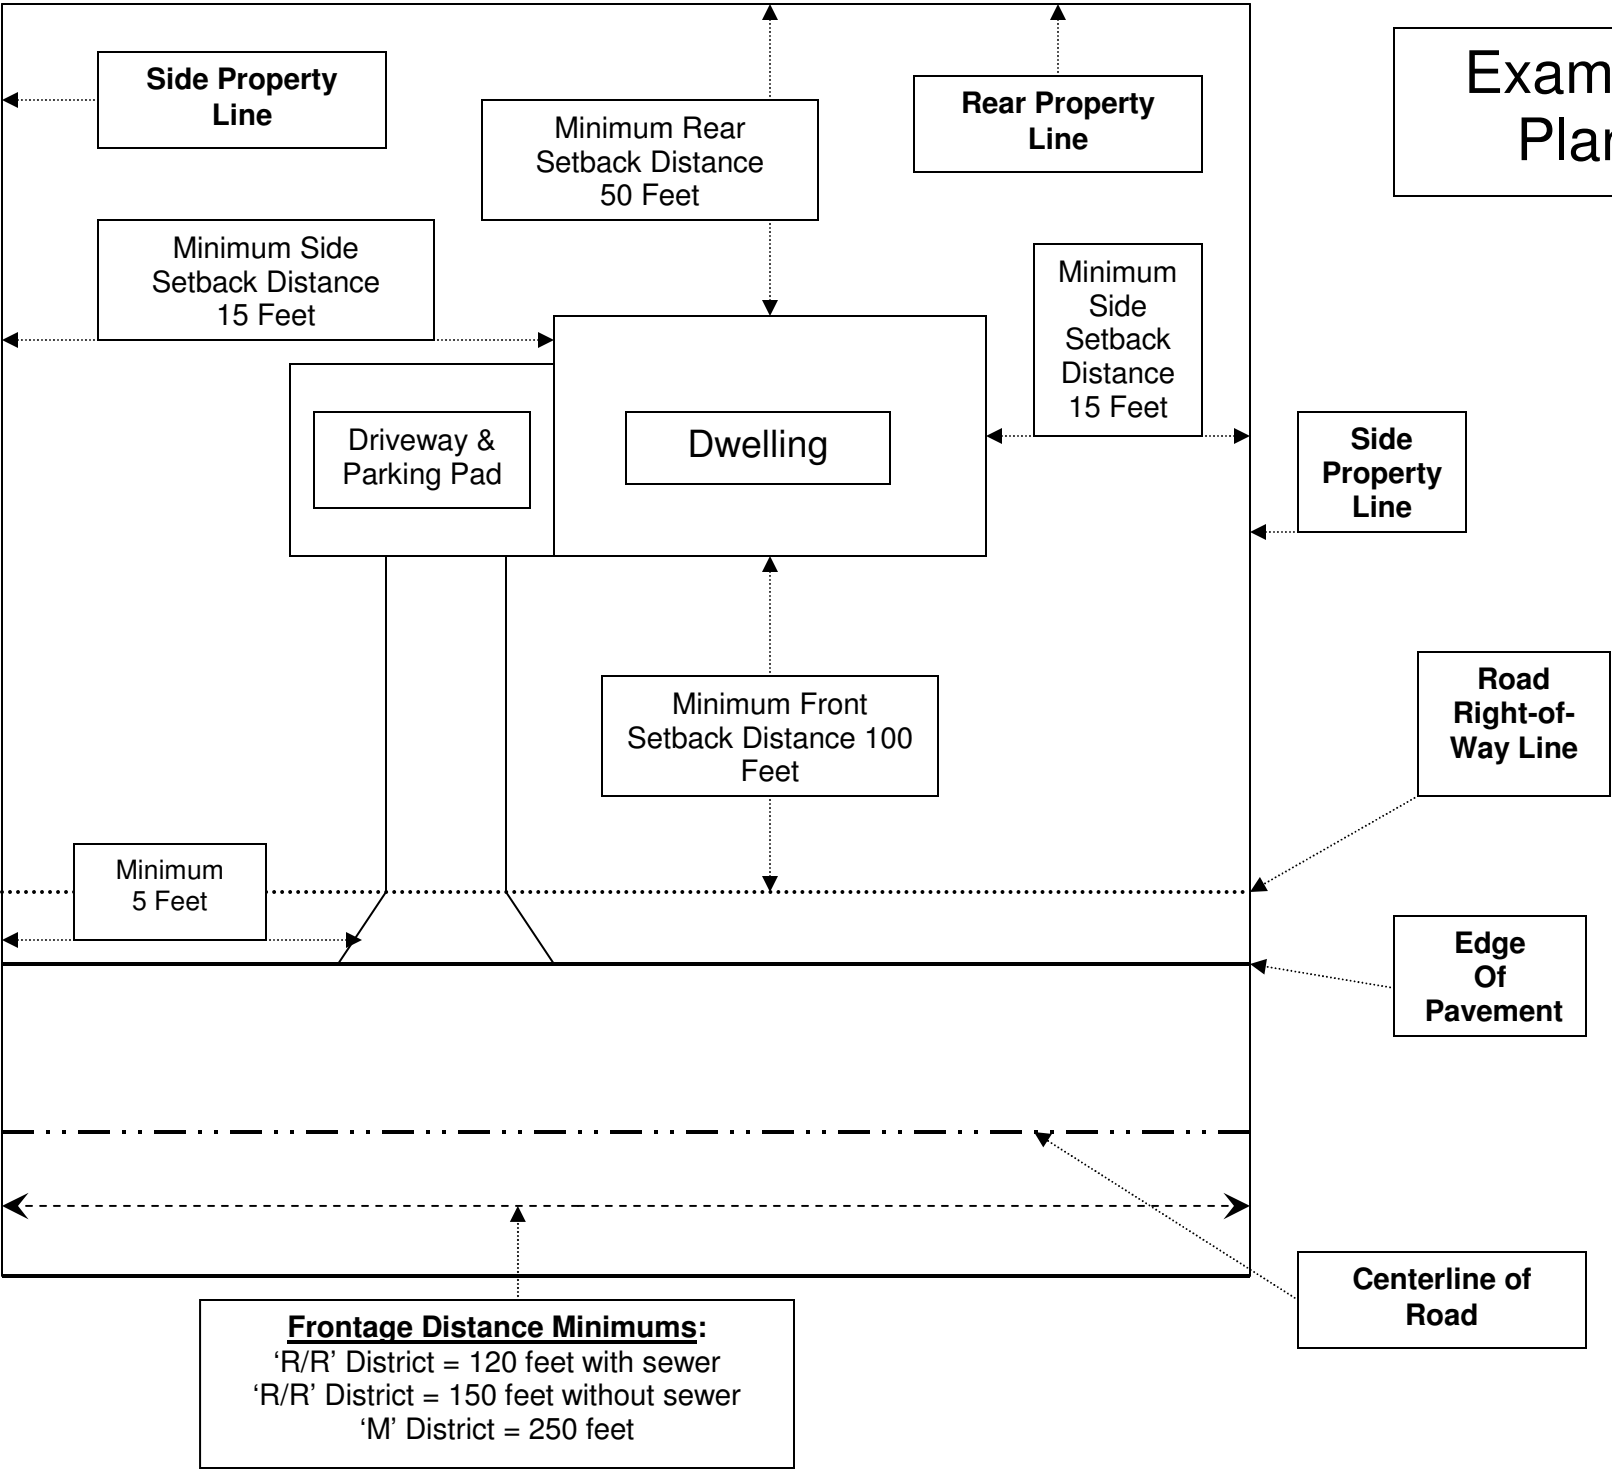 Side Property
Line
Minimum Rear
Setback Distance
50 Feet
Rear Property
Line
Minimum Side
Setback Distance
15 Feet
Minimum
Side
Setback
Distance
15 Feet
Driveway &
Parking Pad
Dwelling
Side
Property
Line
Minimum Front
Setback Distance 100
Feet
Road
Right-of-
Way Line
Minimum
5 Feet
Edge
Of
Pavement
Centerline of
Road
Frontage Distance Minimums:
‘R/R’ District = 120 feet with sewer
‘R/R’ District = 150 feet without sewer
‘M’ District = 250 feet